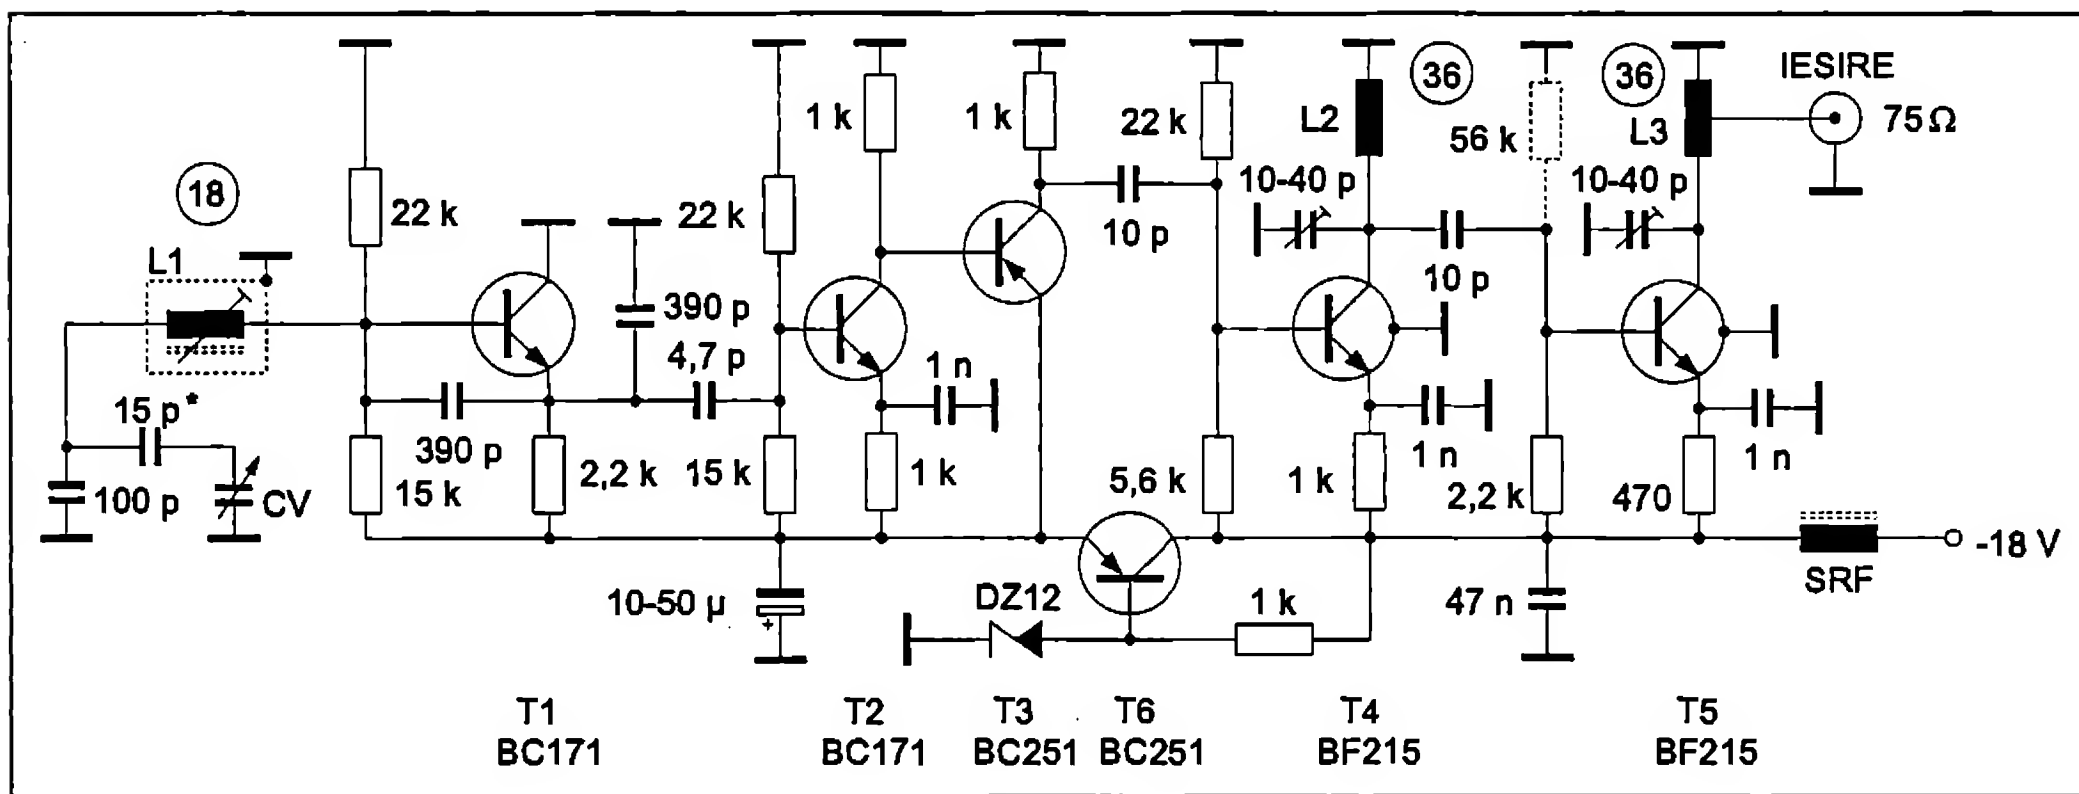 36
36
IESIRE
1 k
1 k
22 k
L2
56 k
L3
75Ω
18
10-40 p
10-40 p
22 k
22 k
10 p
L1
10 p
390 p
4,7 p
1 n
15 p*
390 p
1 n
1 n
100 p
CV
15 k
2,2 k
15 k
1 k
5,6 k
1 k
2,2 k
470
-18 V
SRF
10-50 µ
+
DZ12
1 k
47 n
T1
T2
T3
T6
T4
T5
BC171
BC171
BC251
BC251
BF215
BF215